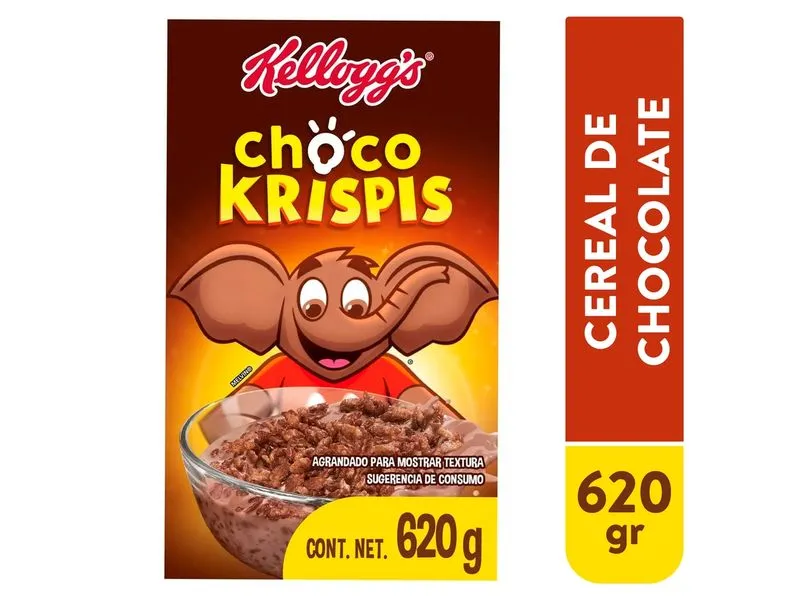 Kellogg's®
choco
KRISPIS®
MELVIN®
©
AGRANDADO PARA MOSTRAR TEXTURA
SUGERENCIA DE CONSUMO
CONT. NET. 620 g
CEREAL DE
CHOCOLATE
620
gr